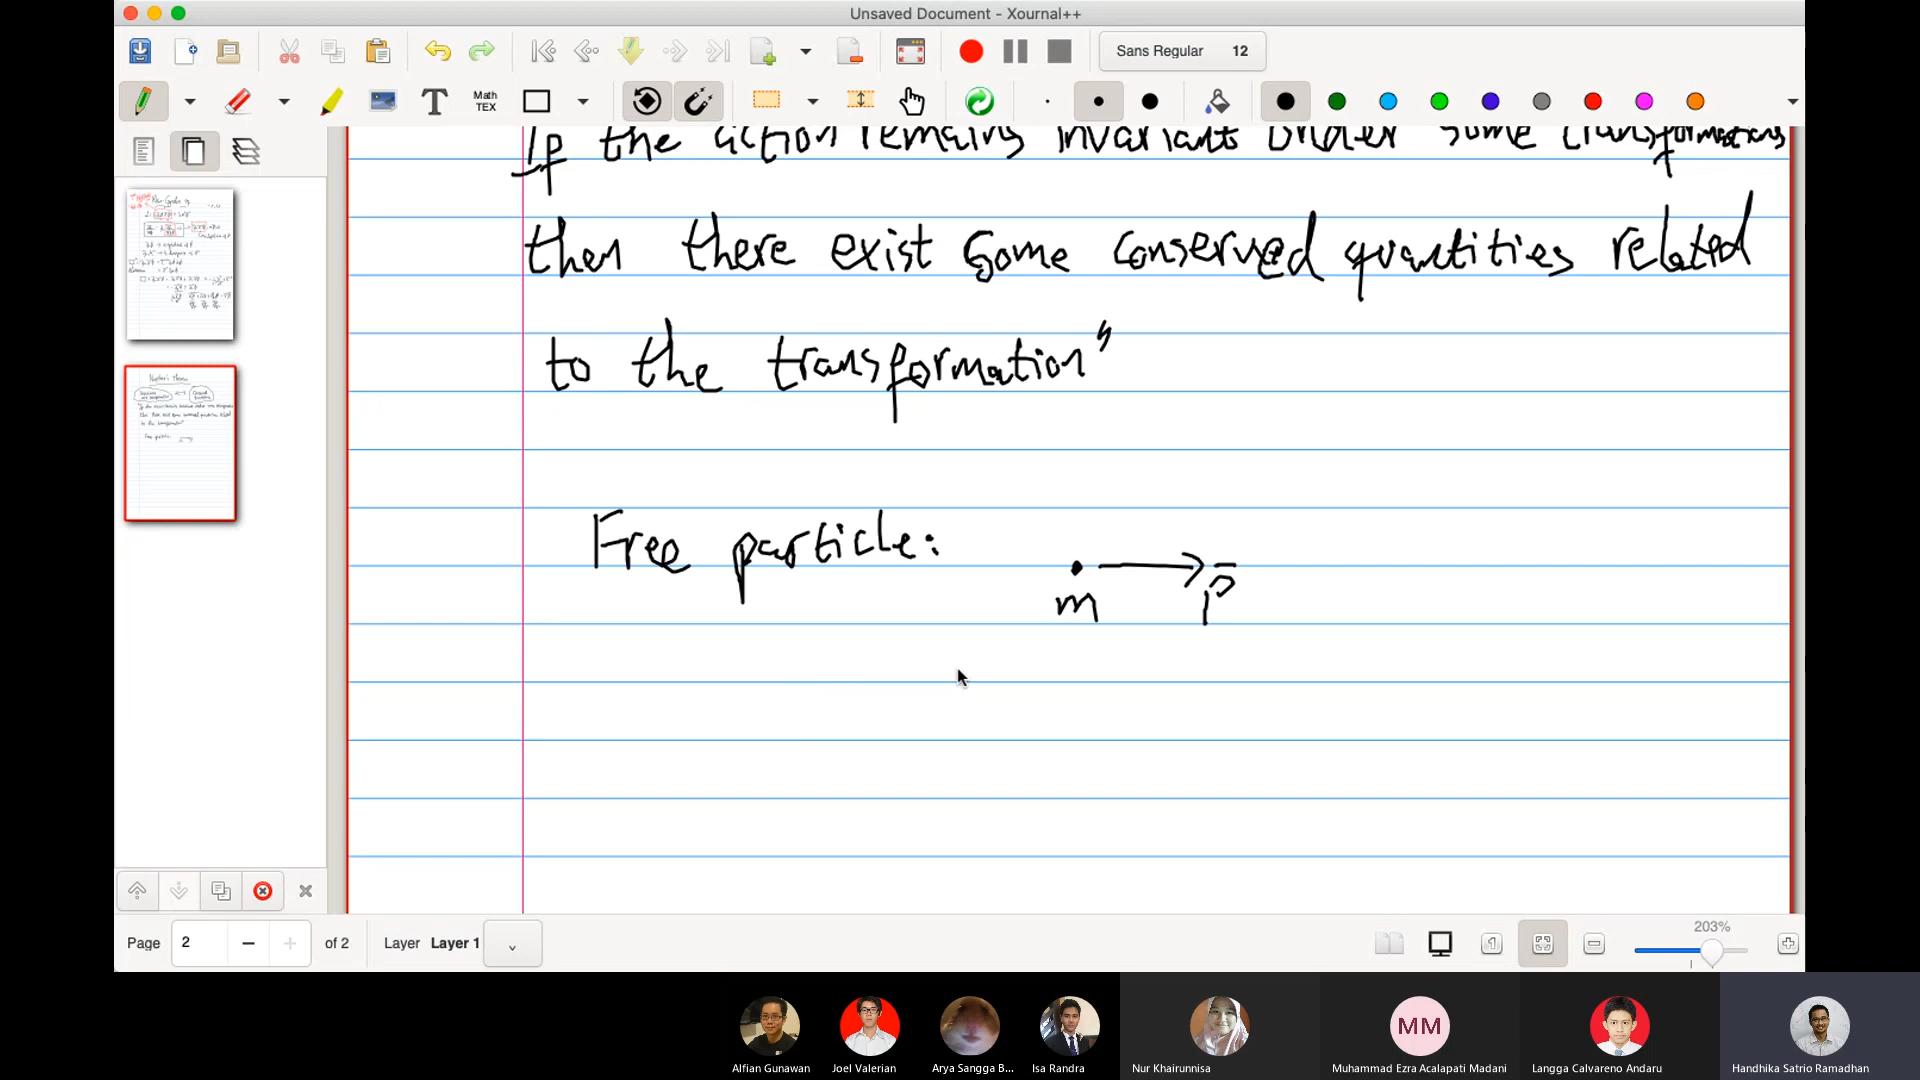 Unsaved Document - Xournal++
Sans Regular 12
T
Math
TEX
If the action remains invariant under some transformations
then there exist some conserved quantities related
to the transformation"
Free particle:
m
p
Page 2 of 2 Layer Layer 1
203%
MM
Alfian Gunawan Joel Valerian Arya Sangga B... Isa Randra Nur Khairunnisa Muhammad Ezra Acalapati Madani Langga Calvareno Andaru Handhika Satrio Ramadhan